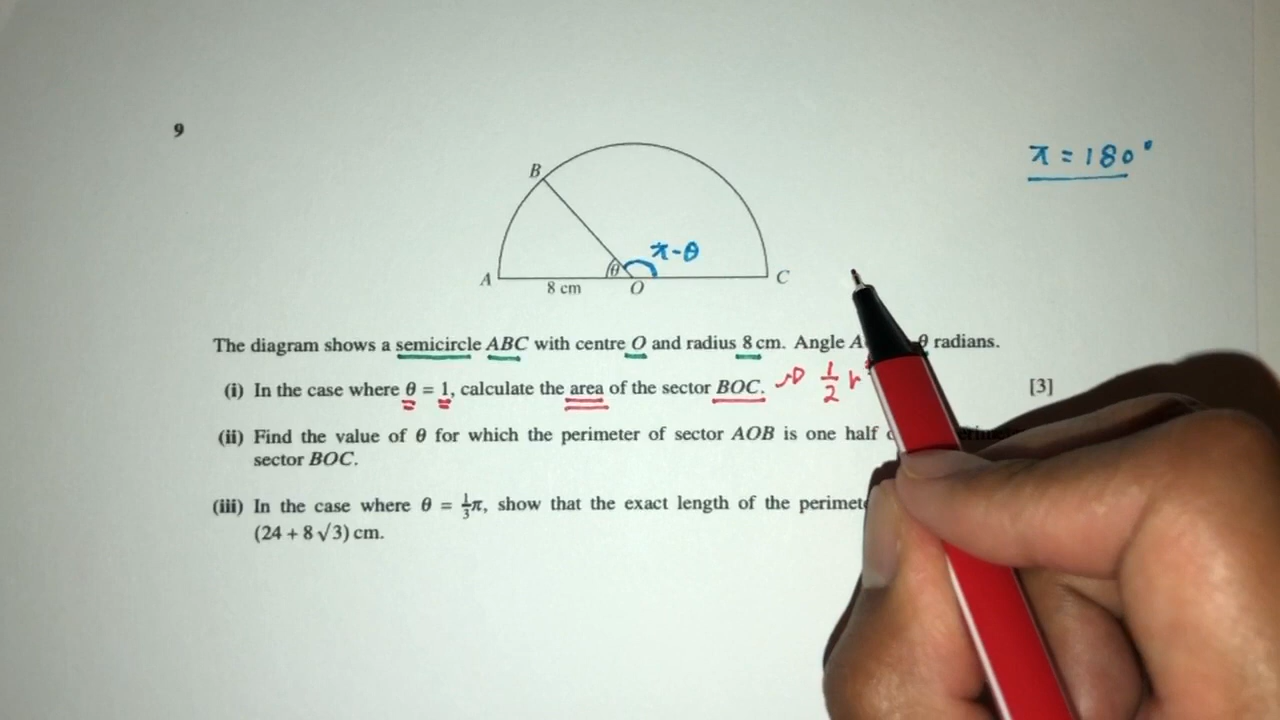 9
π = 180°
B
π-θ
θ
A
8 cm
O
C
The diagram shows a semicircle ABC with centre O and radius 8 cm. Angle A θ radians.
(i) In the case where θ = 1, calculate the area of the sector BOC. → 1/2 r [3]
(ii) Find the value of θ for which the perimeter of sector AOB is one half
sector BOC.
(iii) In the case where θ = 1/3π, show that the exact length of the
(24 + 8√3) cm.